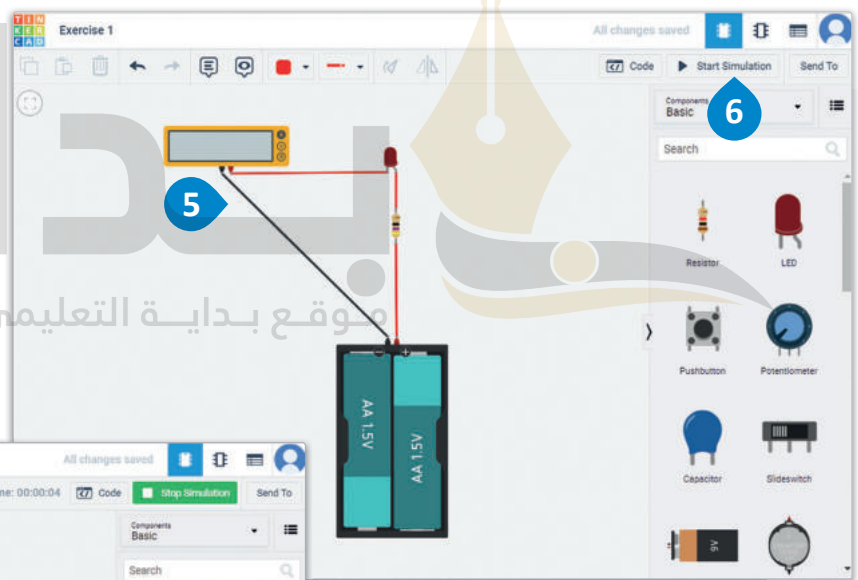 TIN
KER
CAD
Exercise 1
All changes saved
Code
Start Simulation
Send To
Components
Basic
6
Search
5
Resistor
LED
موقع بداية التعليمي
Pushbutton
Potentiometer
AA 1.5V
AA 1.5V
Capacitor
Slideswitch
9V
All changes saved
me: 00:00:04
Code
Stop Simulation
Send To
Components
Basic
Search